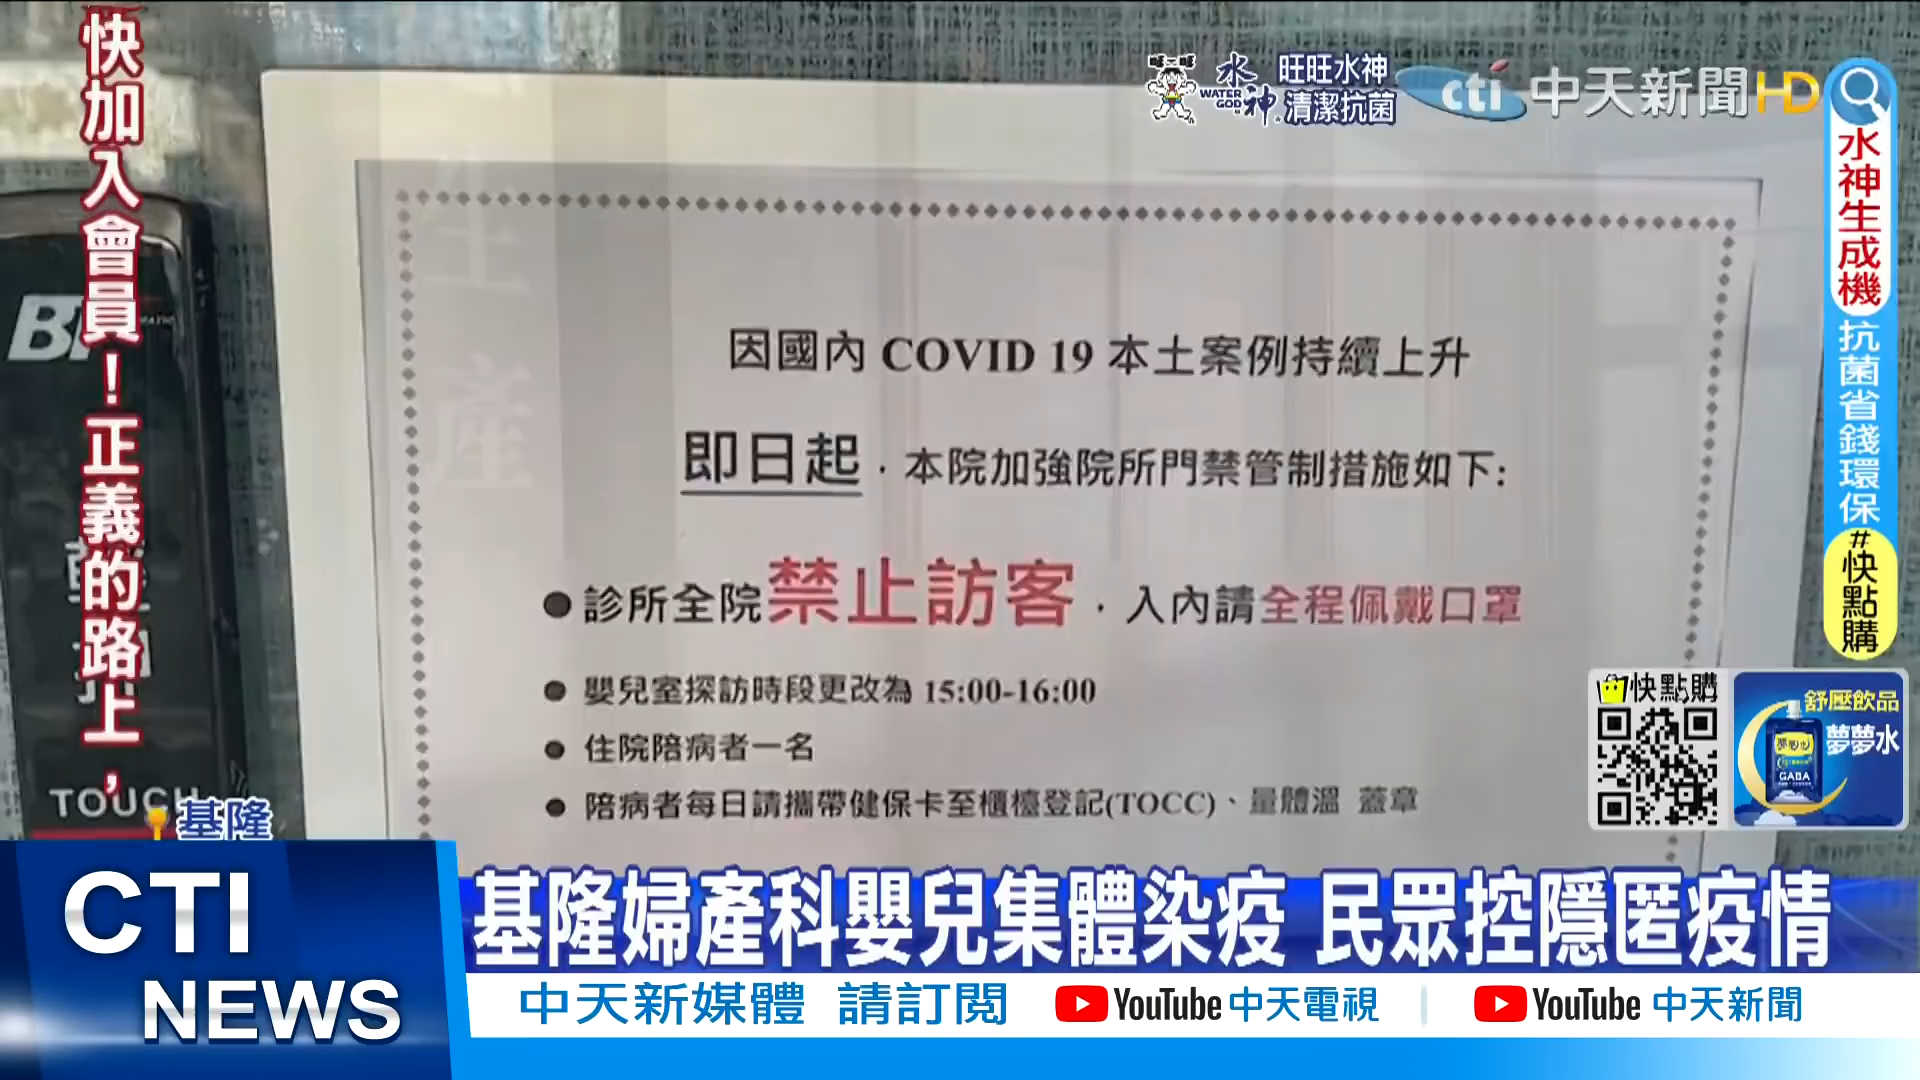 快加入會員！正義的路上，
旺旺水神
WATER GOD
水神
清潔抗菌
cti 中天新聞HD
水神生成機
抗菌省錢環保
#快點購
生產
TOUCH
因國內 COVID 19 本土案例持續上升
即日起，本院加強院所門禁管制措施如下:
●診所全院禁止訪客，入內請全程佩戴口罩
● 嬰兒室探訪時段更改為 15:00-16:00
● 住院陪病者一名
● 陪病者每日請攜帶健保卡至櫃檯登記(TOCC)、量體溫 蓋章
快點購
舒壓飲品
夢夢水
GABA
基隆
CTI NEWS
基隆婦產科嬰兒集體染疫 民眾控隱匿疫情
中天新媒體 請訂閱 YouTube 中天電視 | YouTube 中天新聞